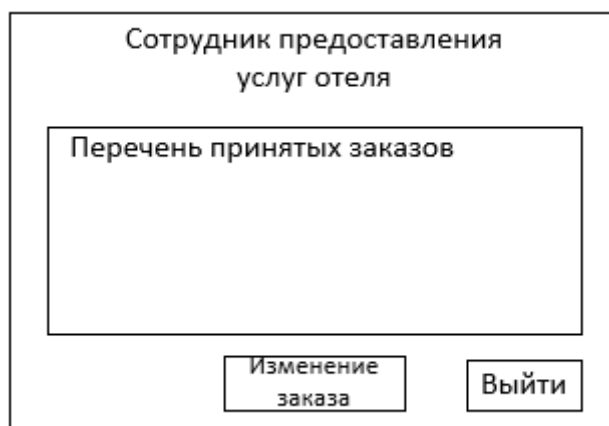 Сотрудник предоставления
услуг отеля
Перечень принятых заказов
Изменение
заказа
Выйти